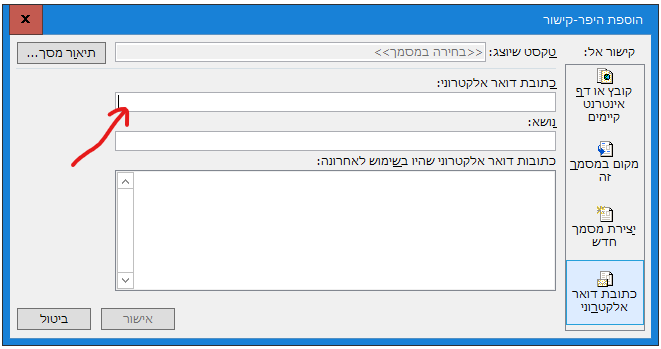 הוספת היפר-קישור
x
קישור אל:
טקסט שיוצג:
<<בחירה במסמך>>
תיאור מסך...
קובץ או דף
אינטרנט
קיימים
מקום במסמך
זה
יצירת מסמך
חדש
כתובת דואר
אלקטרוני
כתובת דואר אלקטרוני:
נושא:
כתובות דואר אלקטרוני שהיו בשימוש לאחרונה:
אישור
ביטול